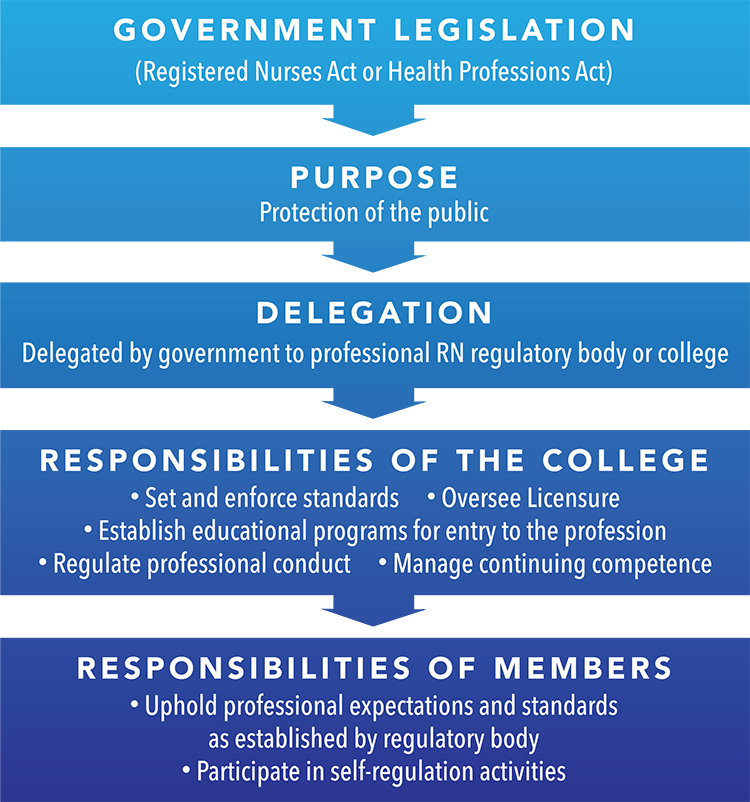 GOVERNMENT LEGISLATION
(Registered Nurses Act or Health Professions Act)
PURPOSE
Protection of the public
DELEGATION
Delegated by government to professional RN regulatory body or college
RESPONSIBILITIES OF THE COLLEGE
• Set and enforce standards • Oversee Licensure
• Establish educational programs for entry to the profession
• Regulate professional conduct • Manage continuing competence
RESPONSIBILITIES OF MEMBERS
• Uphold professional expectations and standards
as established by regulatory body
• Participate in self-regulation activities